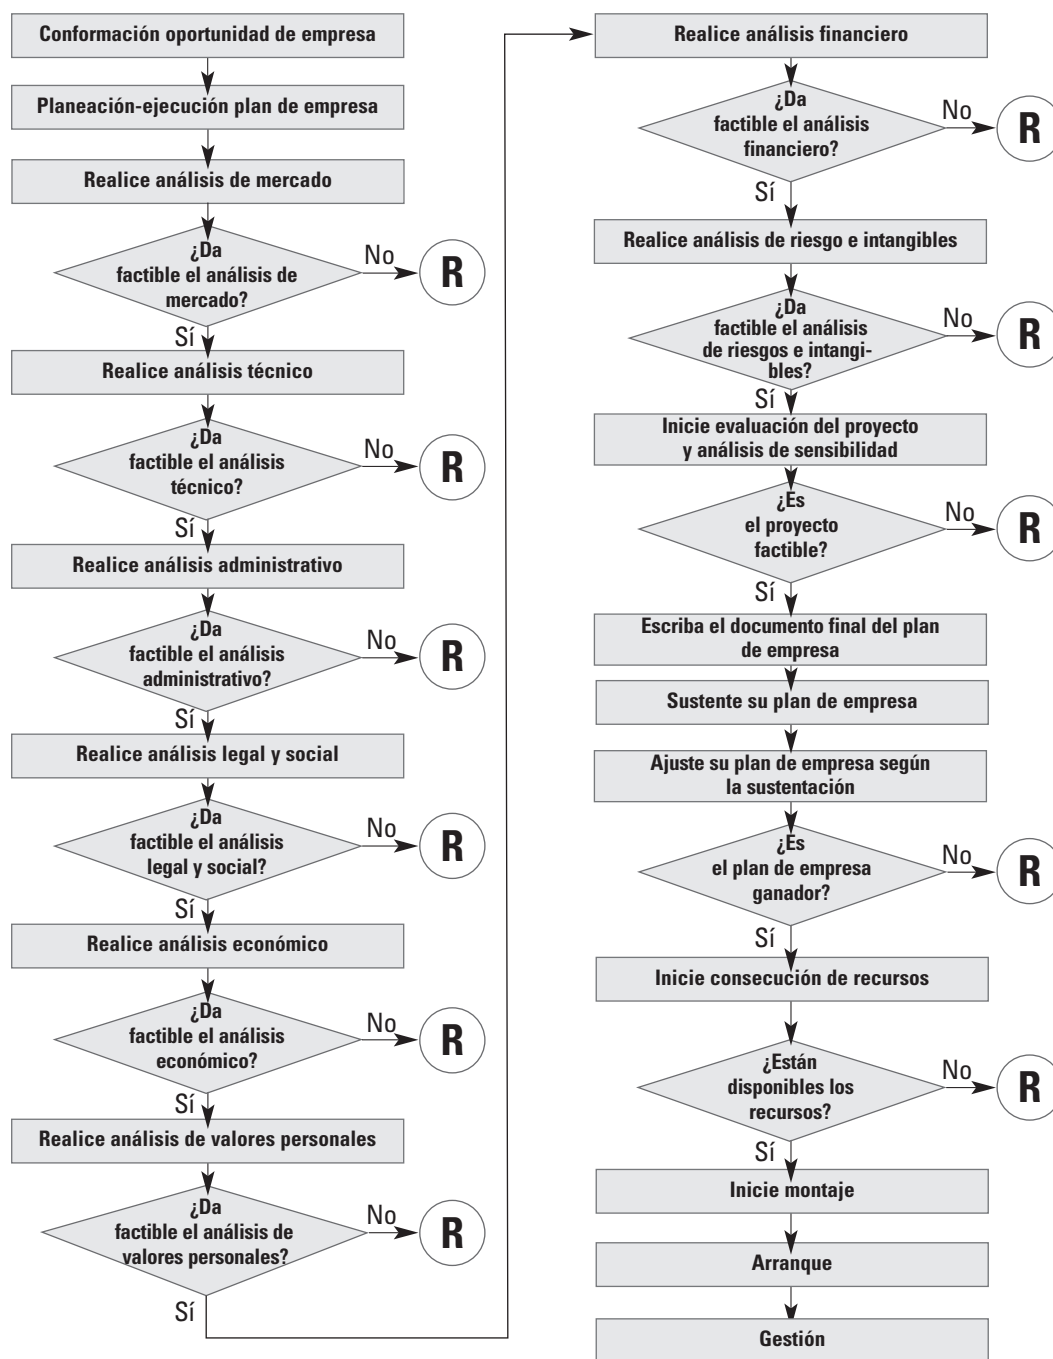 Conformación oportunidad de empresa
Planeación-ejecución plan de empresa
Realice análisis de mercado
¿Da
factible el análisis de
mercado?
No
R
Sí
Realice análisis técnico
¿Da
factible el análisis
técnico?
No
R
Sí
Realice análisis administrativo
¿Da
factible el análisis
administrativo?
No
R
Sí
Realice análisis legal y social
¿Da
factible el análisis
legal y social?
No
R
Sí
Realice análisis económico
¿Da
factible el análisis
económico?
No
R
Sí
Realice análisis de valores personales
¿Da
factible el análisis de
valores personales?
No
R
Sí
Realice análisis financiero
¿Da
factible el análisis
financiero?
No
R
Sí
Realice análisis de riesgo e intangibles
¿Da
factible el análisis
de riesgos e intangi-
bles?
No
R
Sí
Inicie evaluación del proyecto
y análisis de sensibilidad
¿Es
el proyecto
factible?
No
R
Sí
Escriba el documento final del plan
de empresa
Sustente su plan de empresa
Ajuste su plan de empresa según
la sustentación
¿Es
el plan de empresa
ganador?
No
R
Sí
Inicie consecución de recursos
¿Están
disponibles los
recursos?
No
R
Sí
Inicie montaje
Arranque
Gestión